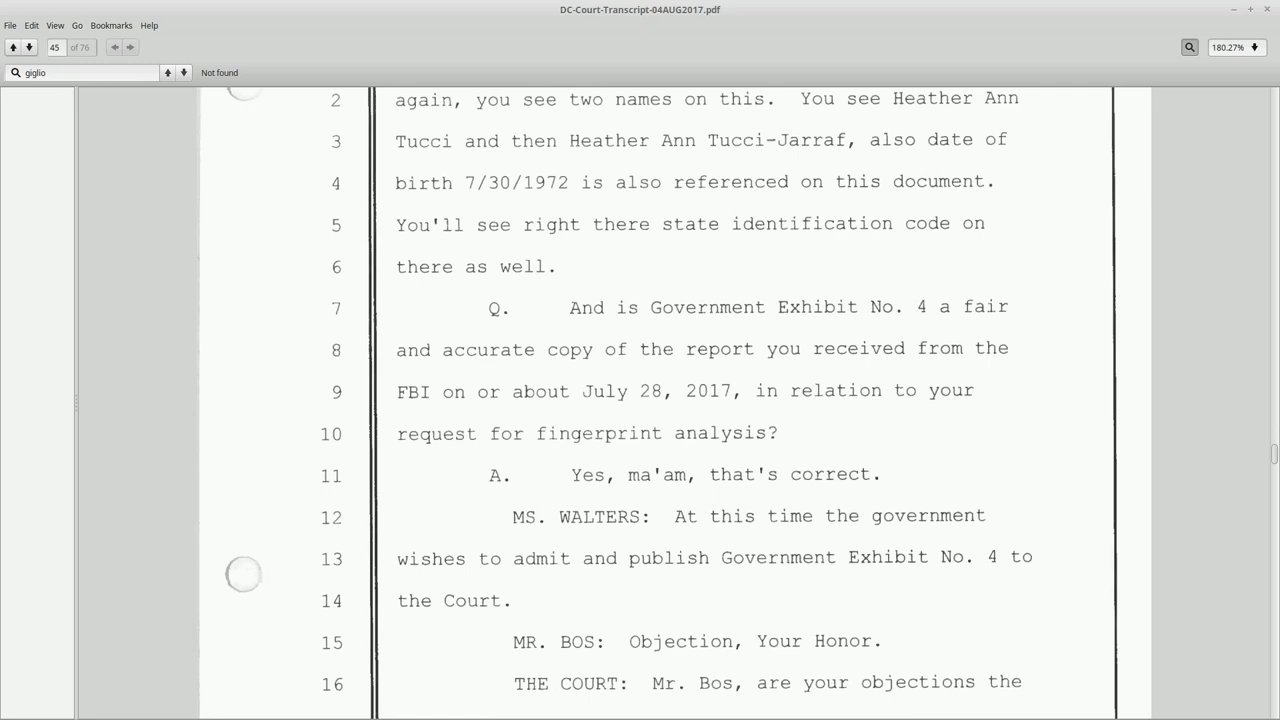 DC-Court-Transcript-04AUG2017.pdf
File Edit View Go Bookmarks Help
45 of 76
180.27%
giglio
Not found
2 again, you see two names on this. You see Heather Ann
3 Tucci and then Heather Ann Tucci-Jarraf, also date of
4 birth 7/30/1972 is also referenced on this document.
5 You'll see right there state identification code on
6 there as well.
7 Q. And is Government Exhibit No. 4 a fair
8 and accurate copy of the report you received from the
9 FBI on or about July 28, 2017, in relation to your
10 request for fingerprint analysis?
11 A. Yes, ma'am, that's correct.
12 MS. WALTERS: At this time the government
13 wishes to admit and publish Government Exhibit No. 4 to
14 the Court.
15 MR. BOS: Objection, Your Honor.
16 THE COURT: Mr. Bos, are your objections the